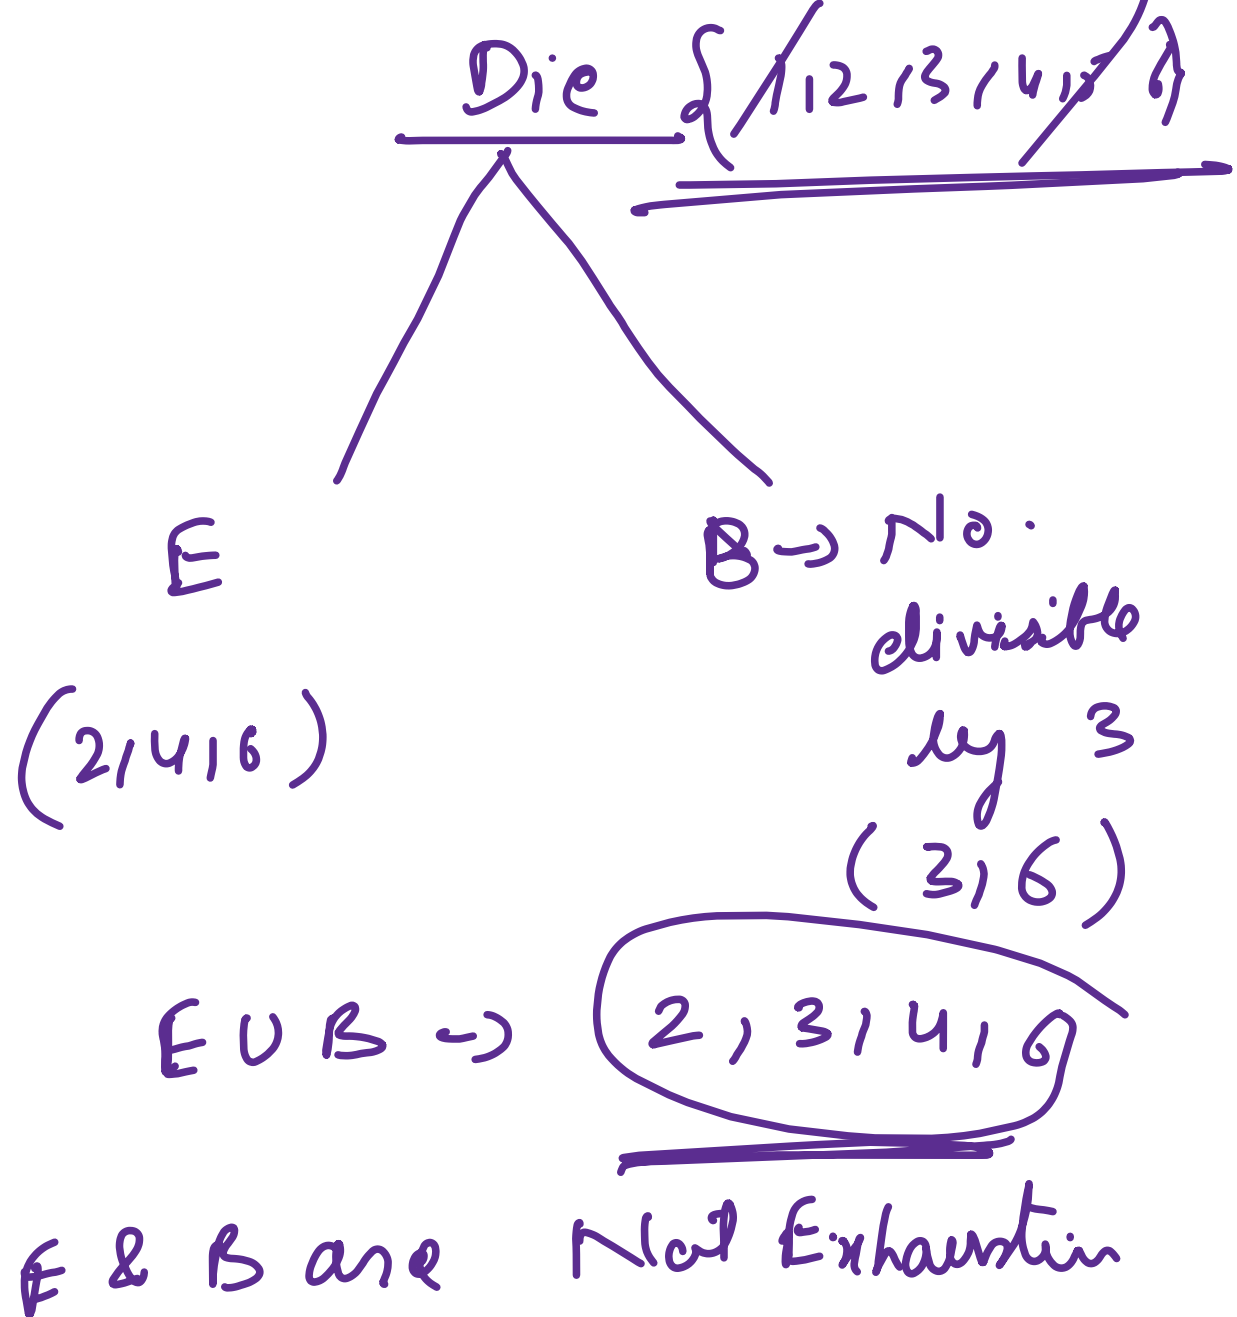 Die {1, 2, 3, 4, 5, 6}
E B → No.
divisible
by 3
(2, 4, 6)
(3, 6)
E U B → 2, 3, 4, 6
E & B are Not Exhaustiv